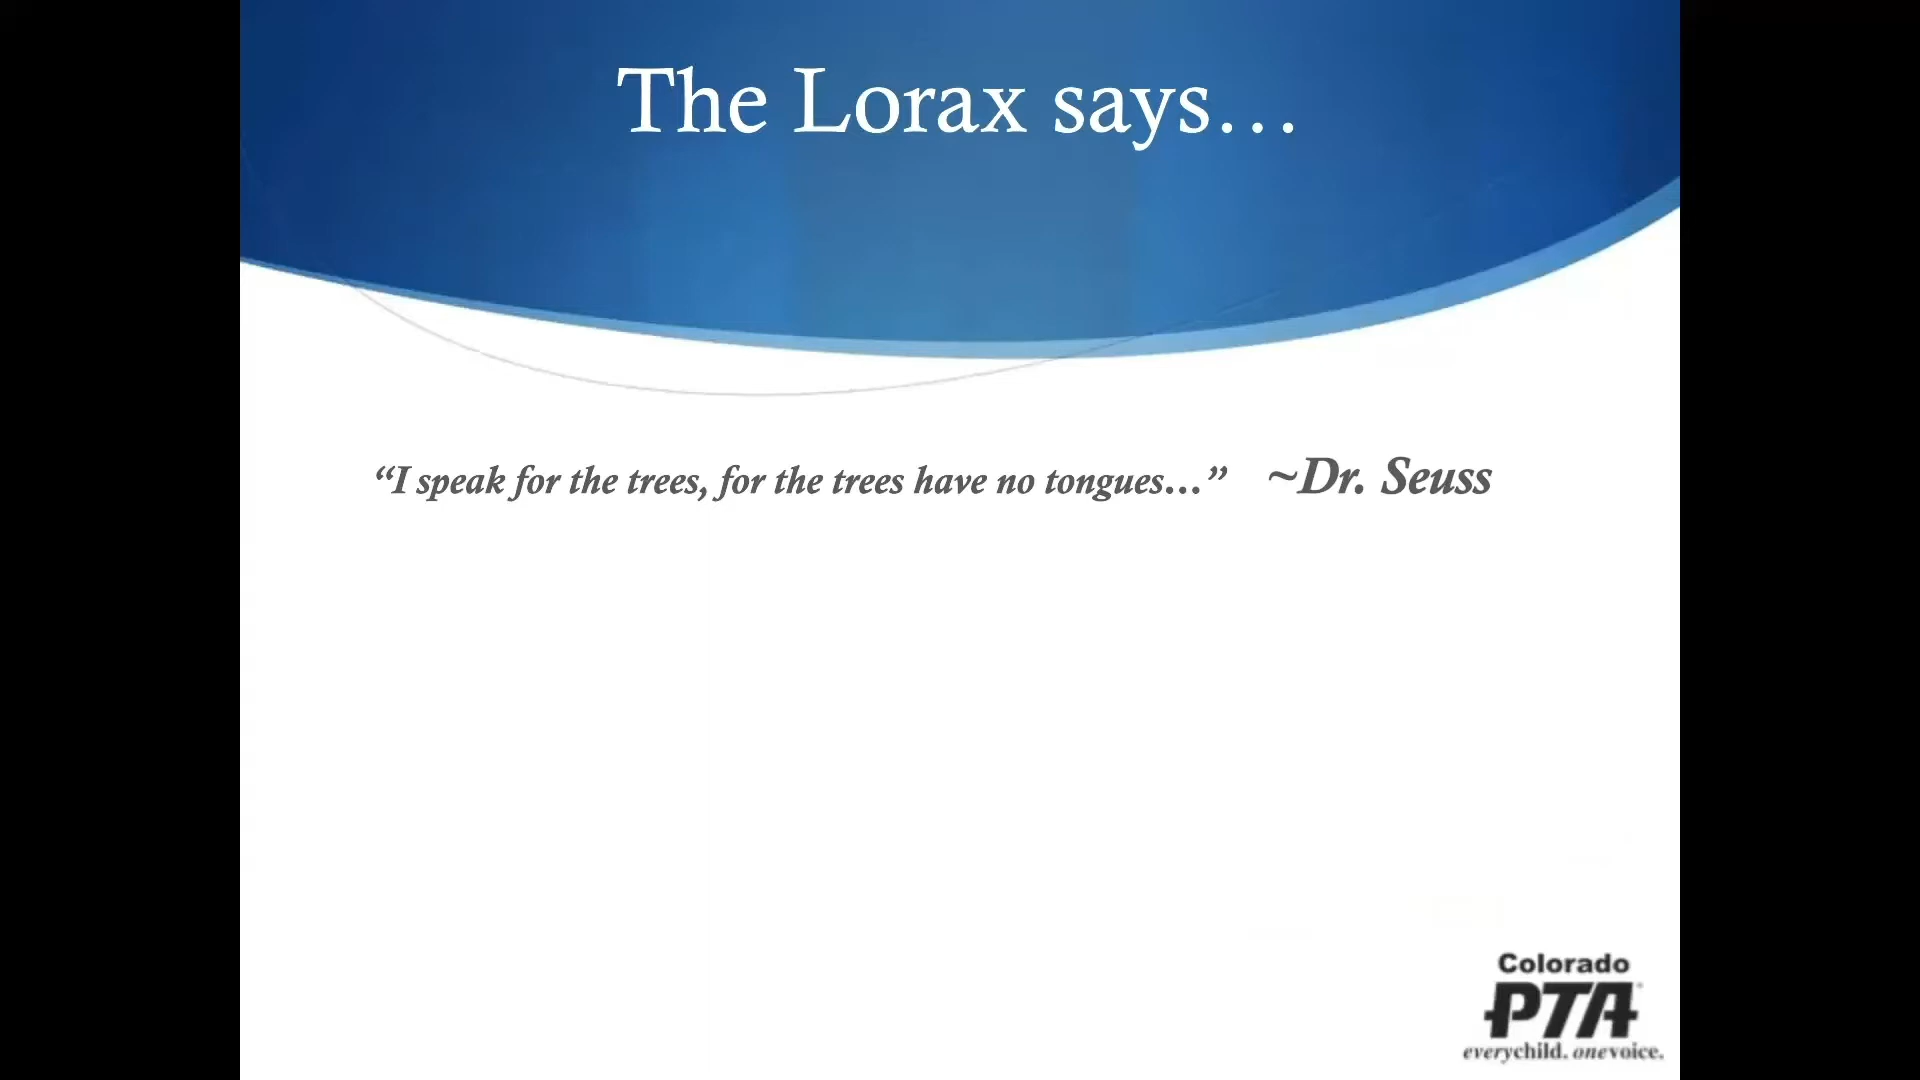 The Lorax says…
“I speak for the trees, for the trees have no tongues…” ~Dr. Seuss
Colorado
PTA
everychild. onevoice.